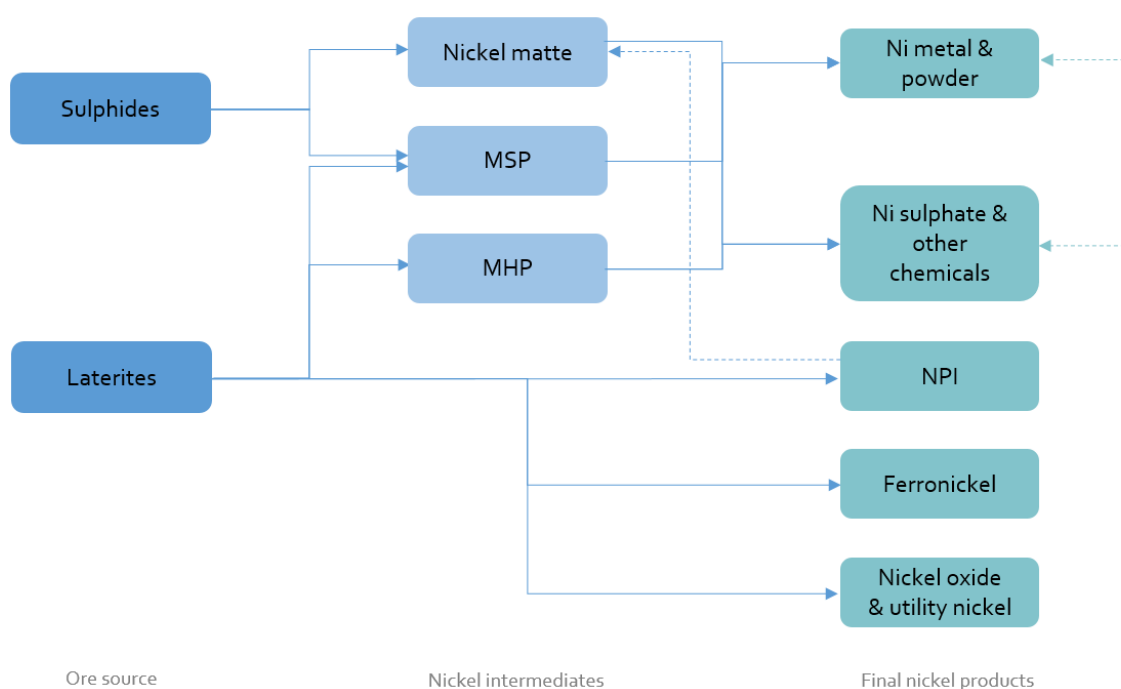 Sulphides
Laterites
Nickel matte
MSP
MHP
Ni metal &
powder
Ni sulphate &
other
chemicals
NPI
Ferronickel
Nickel oxide
& utility nickel
Ore source
Nickel intermediates
Final nickel products